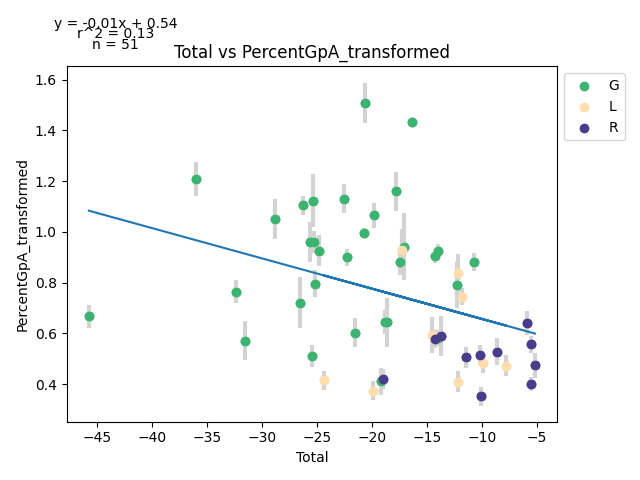 y = -0.01x + 0.54
r^2 = 0.13
n = 51
Total vs PercentGpA_transformed
G
L
R
1.6
1.4
1.2
1.0
0.8
0.6
0.4
PercentGpA_transformed
−45
−40
−35
−30
−25
−20
−15
−10
−5
Total